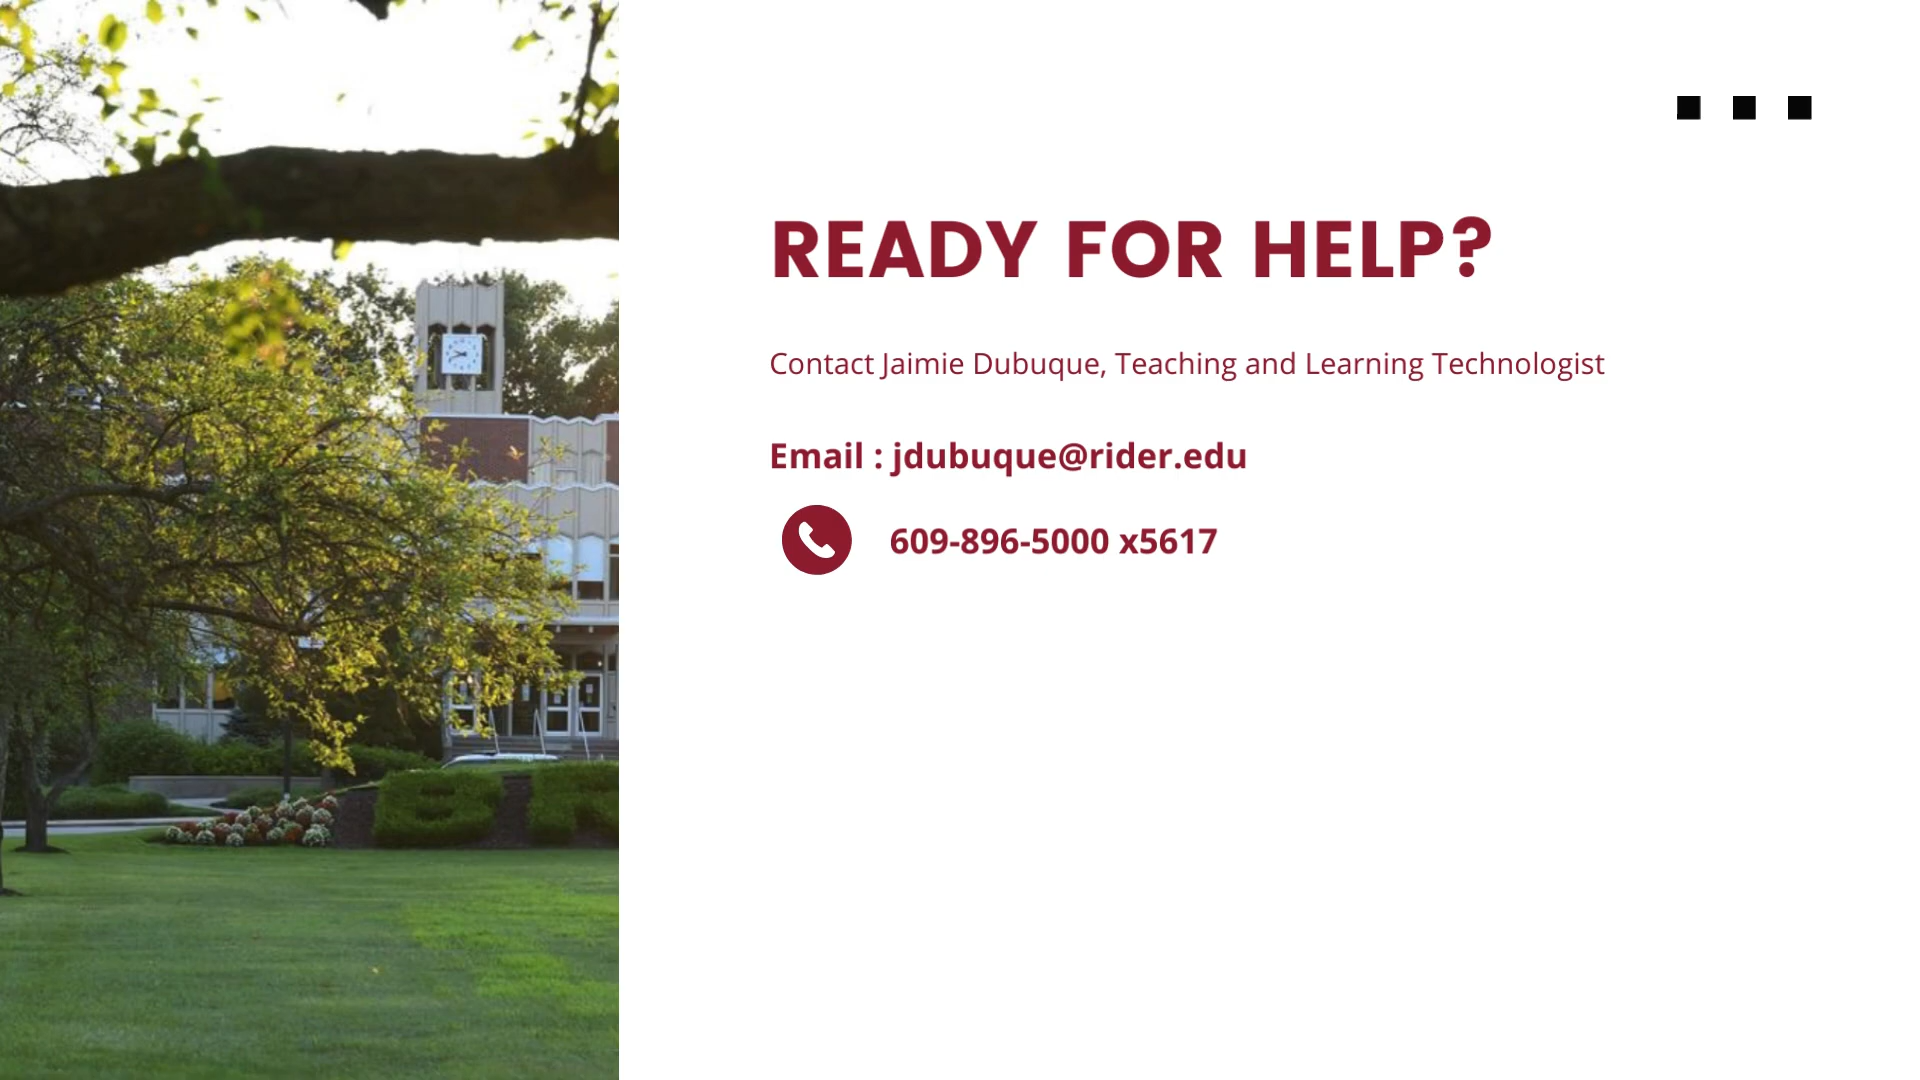 READY FOR HELP?
Contact Jaimie Dubuque, Teaching and Learning Technologist
Email : jdubuque@rider.edu
609-896-5000 x5617